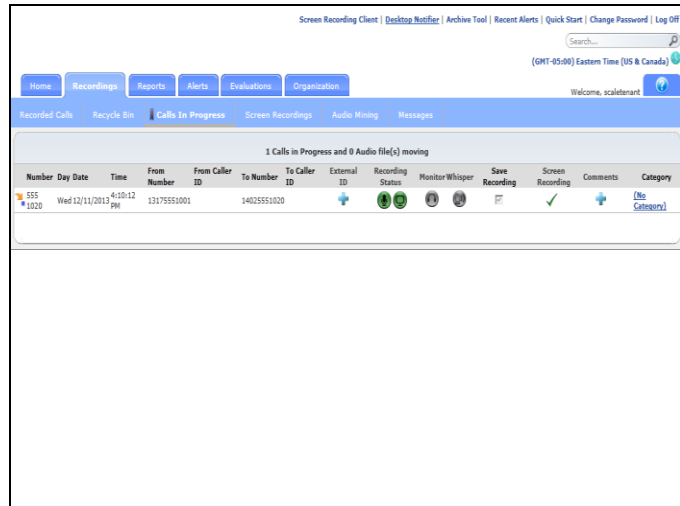 Screen Recording Client | Desktop Notifier | Archive Tool | Recent Alerts | Quick Start | Change Password | Log Off
Search...
(GMT-05:00) Eastern Time (US & Canada)
Home Recordings Reports Alerts Evaluations Organization
Welcome, scaletenant
Recorded Calls Recycle Bin Calls In Progress Screen Recordings Audio Mining Messages
1 Calls in Progress and 0 Audio file(s) moving
Number Day Date Time From Number From Caller ID To Number To Caller ID External ID Recording Status Monitor Whisper Save Recording Screen Recording Comments Category
555 1020 Wed 12/11/2013 4:10:12 PM 13175551001 14025551020 (No Category)